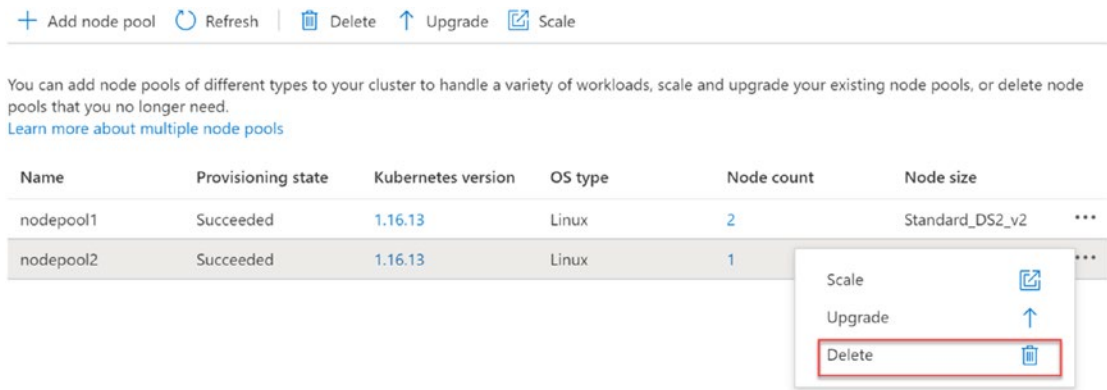 Add node pool Refresh Delete Upgrade Scale
You can add node pools of different types to your cluster to handle a variety of workloads, scale and upgrade your existing node pools, or delete node
pools that you no longer need.
Learn more about multiple node pools
Name Provisioning state Kubernetes version OS type Node count Node size
nodepool1 Succeeded 1.16.13 Linux 2 Standard_DS2_v2 •••
nodepool2 Succeeded 1.16.13 Linux 1 •••
Scale
Upgrade
Delete